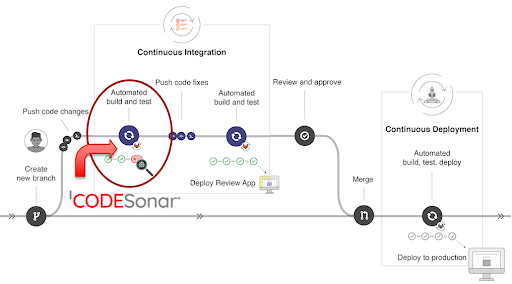 Continuous Integration
Automated
build and test
Push code fixes
Automated
build and test
Review and approve
Push code changes
Continuous Deployment
Automated
build, test, deploy
Create
new branch
CODESonar
Deploy Review App
Merge
Deploy to production